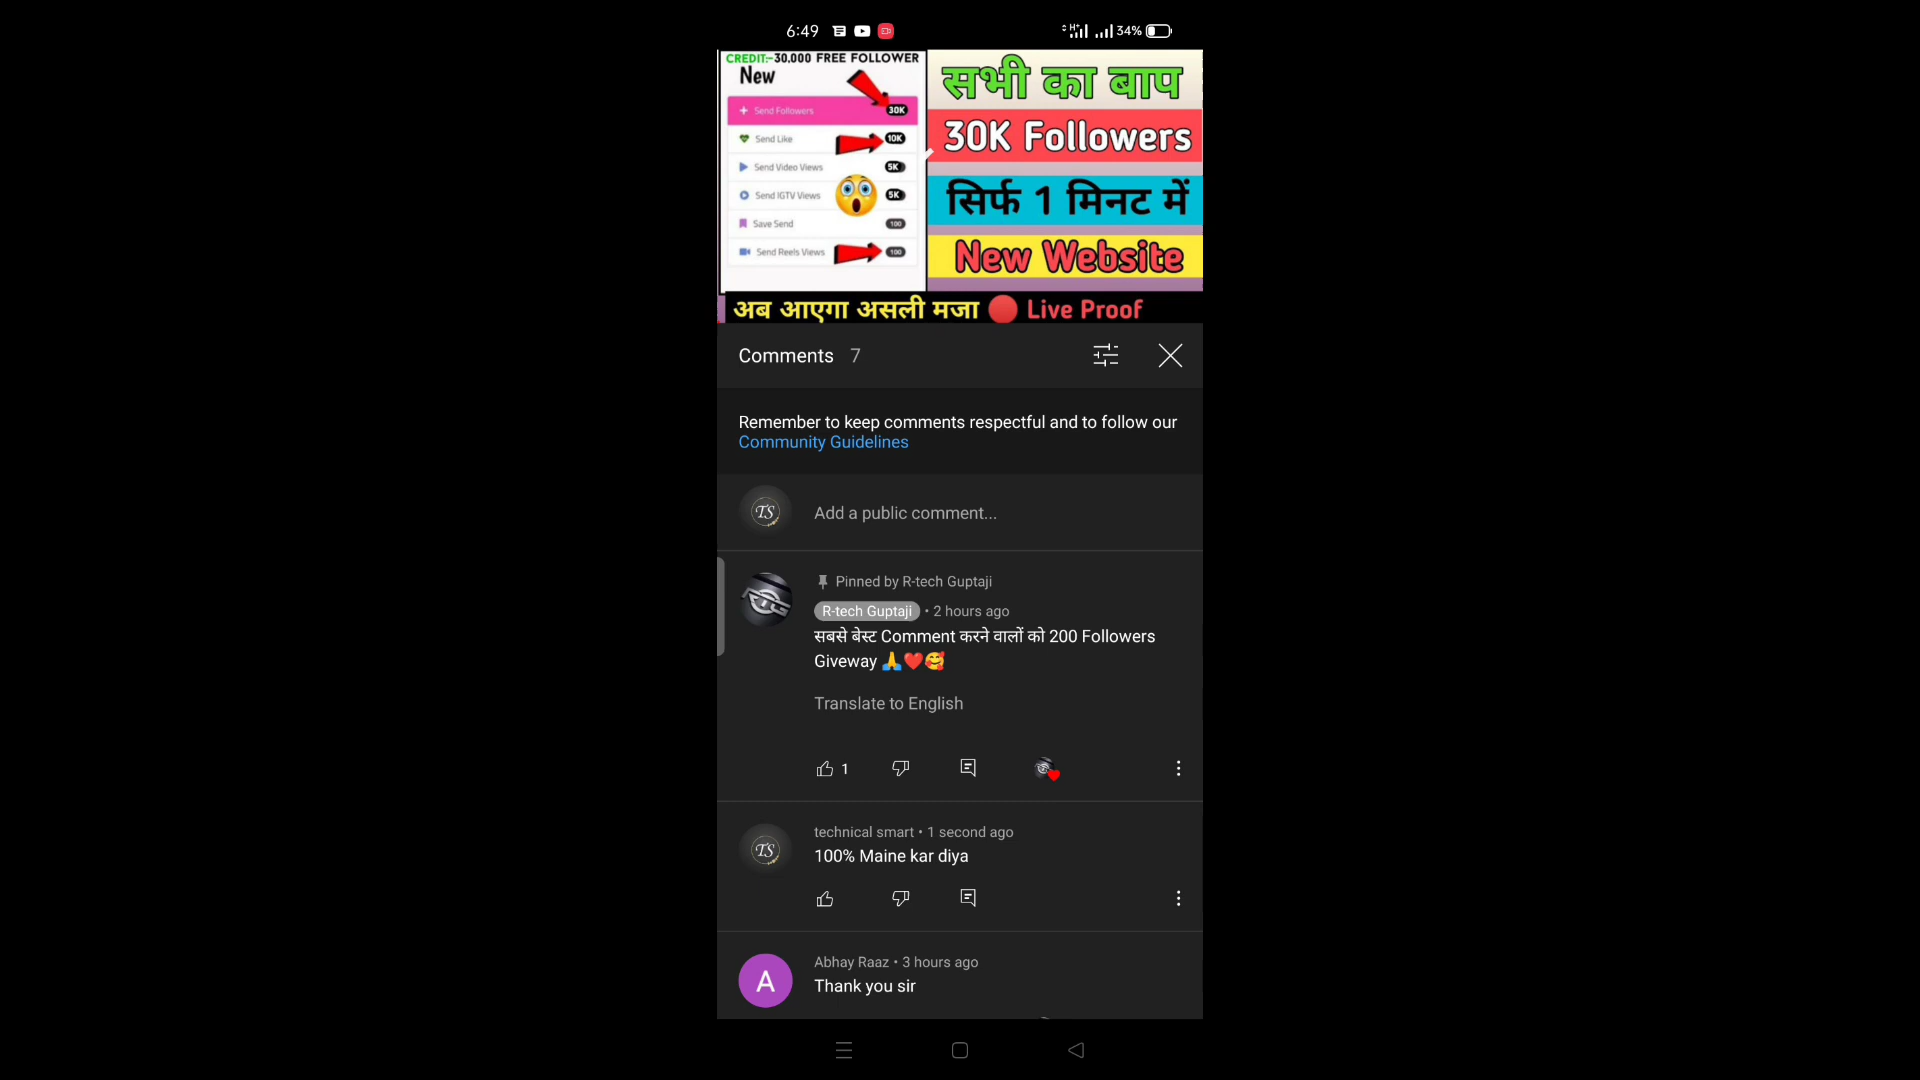 6:49
34%
CREDIT:-30.000 FREE FOLLOWER
New
Send Followers 30K
Send Like 10K
Send Video Views 5K
Send IGTV Views 5K
Save Send 100
Send Reels Views 100
सभी का बाप
30K Followers
सिर्फ 1 मिनट में
New Website
अब आएगा असली मजा 🔴 Live Proof
Comments 7
Remember to keep comments respectful and to follow our
Community Guidelines
TS
Add a public comment...
Pinned by R-tech Guptaji
R-tech Guptaji • 2 hours ago
सबसे बेस्ट Comment करने वालों को 200 Followers
Giveway 🙏❤️🥰
Translate to English
1
technical smart • 1 second ago
TS
100% Maine kar diya
Abhay Raaz • 3 hours ago
A
Thank you sir